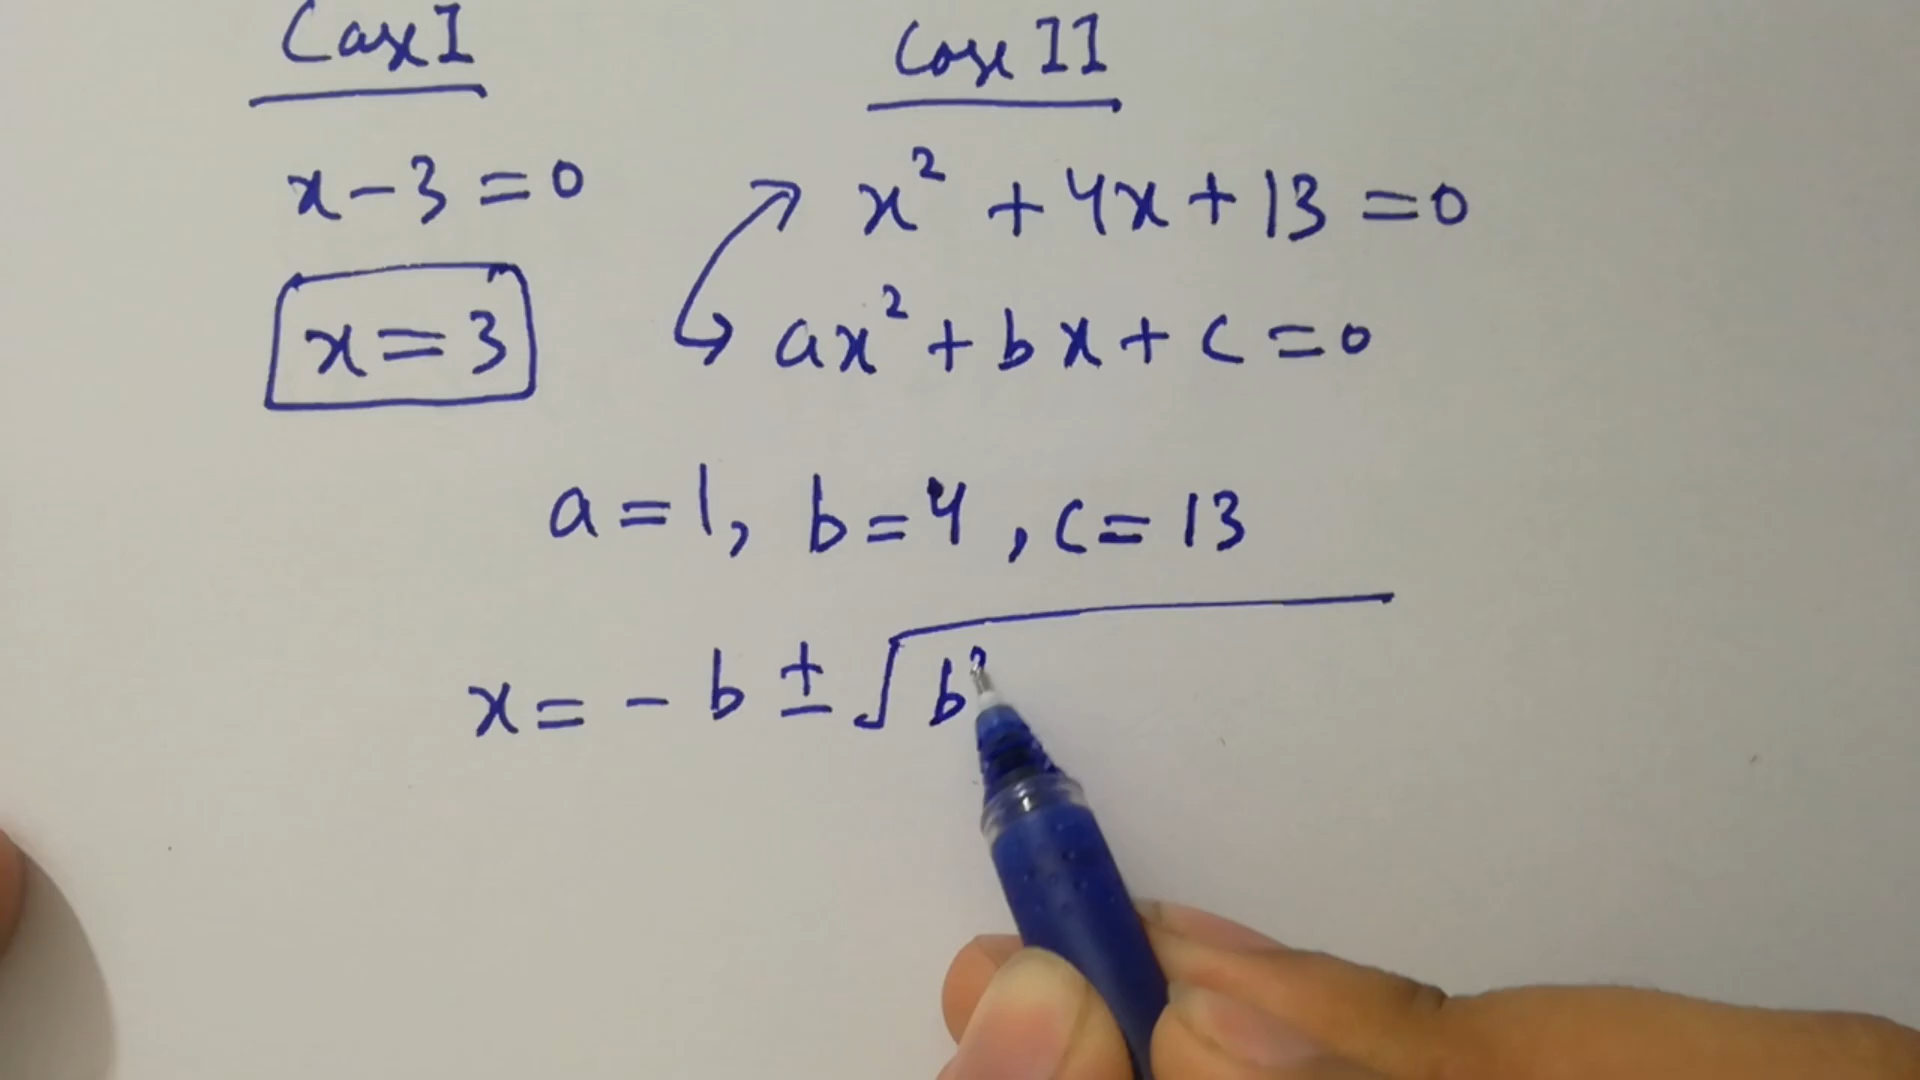 Case I
Case II
x - 3 = 0
x² + 4x + 13 = 0
x = 3
ax² + bx + c = 0
a = 1, b = 4, c = 13
x = - b ± √b²